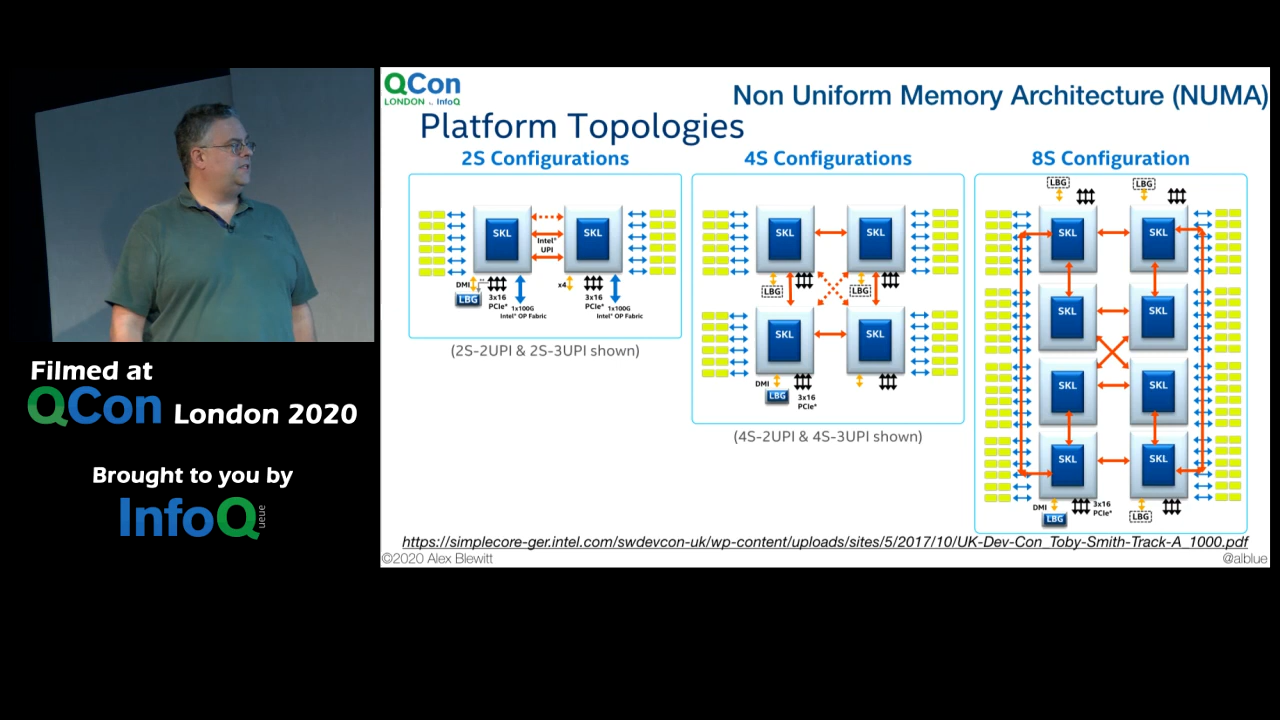 QCon
LONDON by InfoQ
Non Uniform Memory Architecture (NUMA)
Platform Topologies
2S Configurations
4S Configurations
8S Configuration
SKL
SKL
Intel®
UPI
DMI
LBG
3x16
PCIe*
1x100G
Intel® OP Fabric
x4
3x16
PCIe*
1x100G
Intel® OP Fabric
(2S-2UPI & 2S-3UPI shown)
SKL
SKL
LBG
LBG
SKL
SKL
DMI
LBG
3x16
PCIe*
(4S-2UPI & 4S-3UPI shown)
LBG
LBG
SKL
SKL
SKL
SKL
SKL
SKL
SKL
SKL
DMI
LBG
3x16
PCIe*
LBG
https://simplecore-ger.intel.com/swdevcon-uk/wp-content/uploads/sites/5/2017/10/UK-Dev-Con_Toby-Smith-Track-A_1000.pdf
©2020 Alex Blewitt
@alblue
Filmed at
QCon London 2020
Brought to you by
InfoQ
ueue